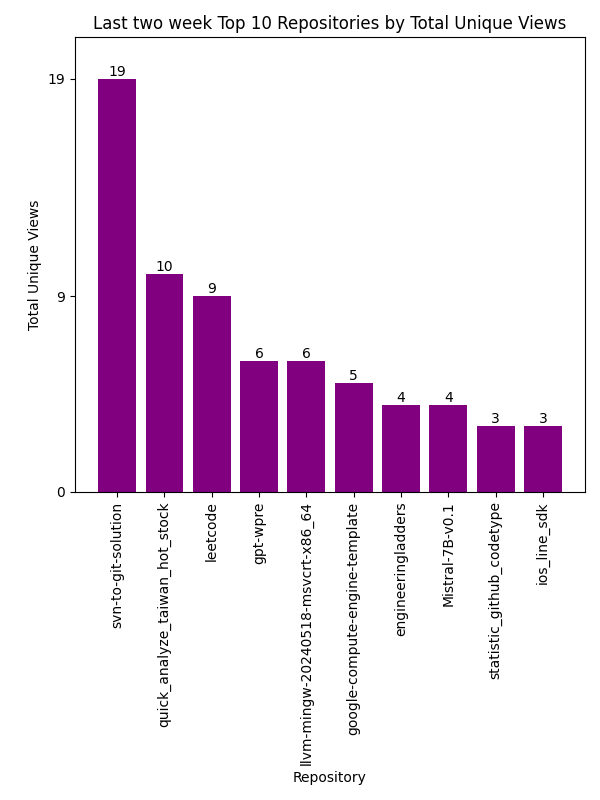 Last two week Top 10 Repositories by Total Unique Views
Total Unique Views
19
9
0
19
10
9
6
6
5
4
4
3
3
svn-to-git-solution
quick_analyze_taiwan_hot_stock
leetcode
gpt-wpre
llvm-mingw-20240518-msvcrt-x86_64
google-compute-engine-template
engineeringladders
Mistral-7B-v0.1
statistic_github_codetype
ios_line_sdk
Repository